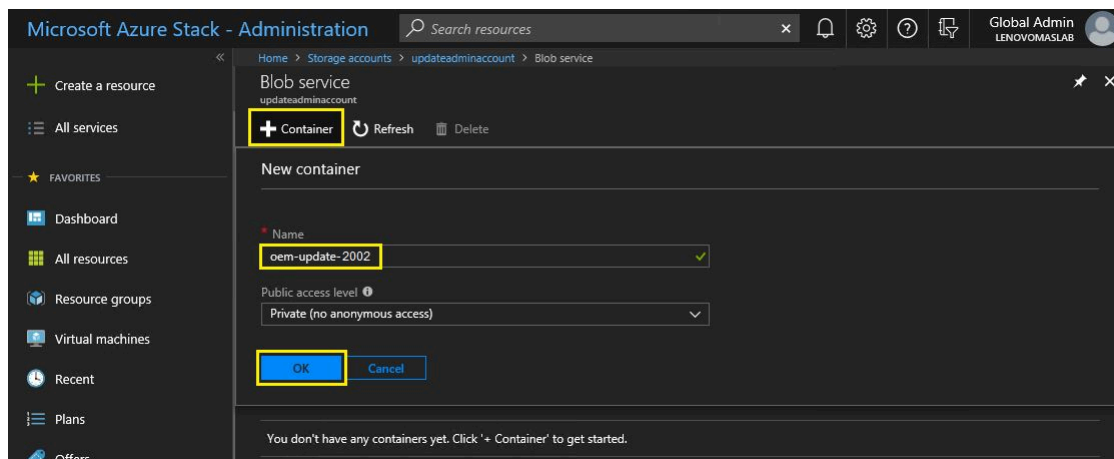 Microsoft Azure Stack - Administration
Search resources
Global Admin
LENOVOMASLAB
Home > Storage accounts > updateadminaccount > Blob service
Blob service
updateadminaccount
Container Refresh Delete
New container
* Name
oem-update-2002
Public access level
Private (no anonymous access)
OK Cancel
You don't have any containers yet. Click '+ Container' to get started.
Create a resource
All services
FAVORITES
Dashboard
All resources
Resource groups
Virtual machines
Recent
Plans
Offers